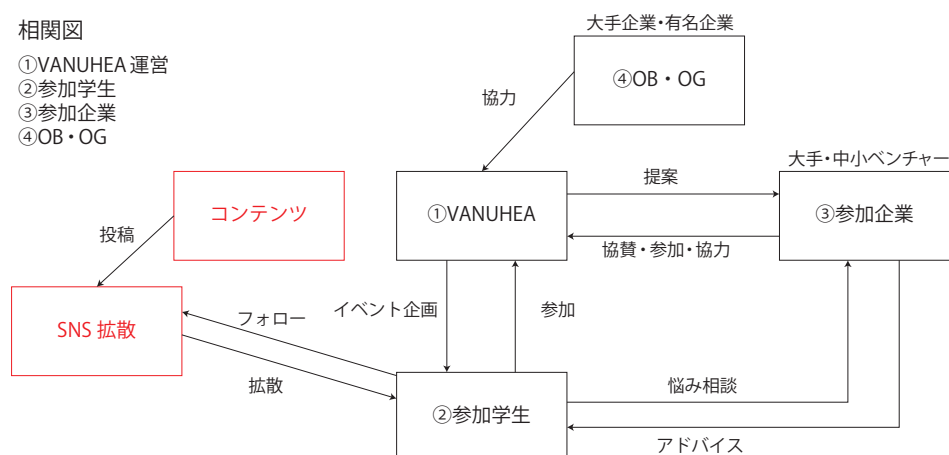 相関図
①VANUHEA 運営
②参加学生
③参加企業
④OB・OG
大手企業・有名企業
④OB・OG
協力
大手・中小ベンチャー
コンテンツ
①VANUHEA
提案
③参加企業
投稿
協賛・参加・協力
SNS 拡散
フォロー
イベント企画
参加
拡散
②参加学生
悩み相談
アドバイス